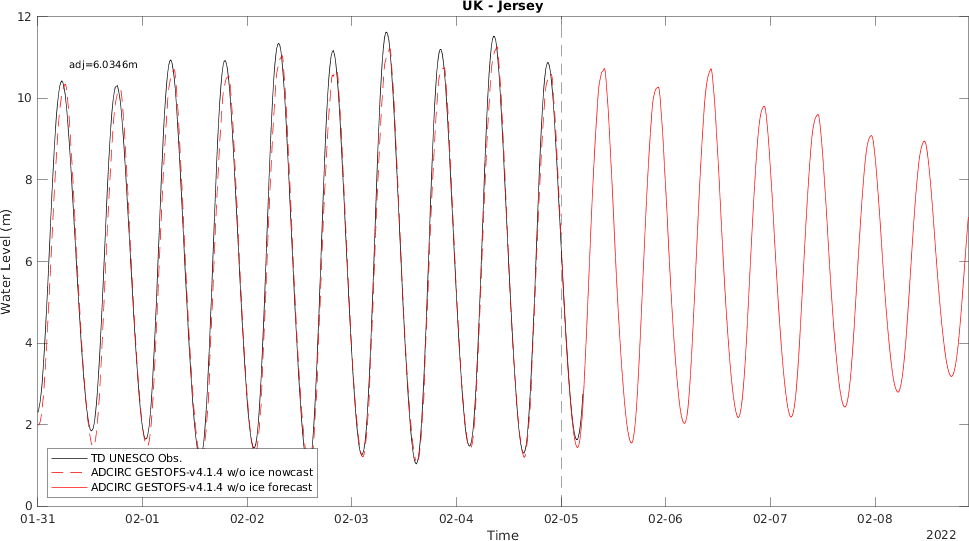 UK - Jersey
12
adj=6.0346m
10
8
6
4
2
0
Water Level (m)
TD UNESCO Obs.
ADCIRC GESTOFS-v4.1.4 w/o ice nowcast
ADCIRC GESTOFS-v4.1.4 w/o ice forecast
01-31 02-01 02-02 02-03 02-04 02-05 02-06 02-07 02-08
Time
2022